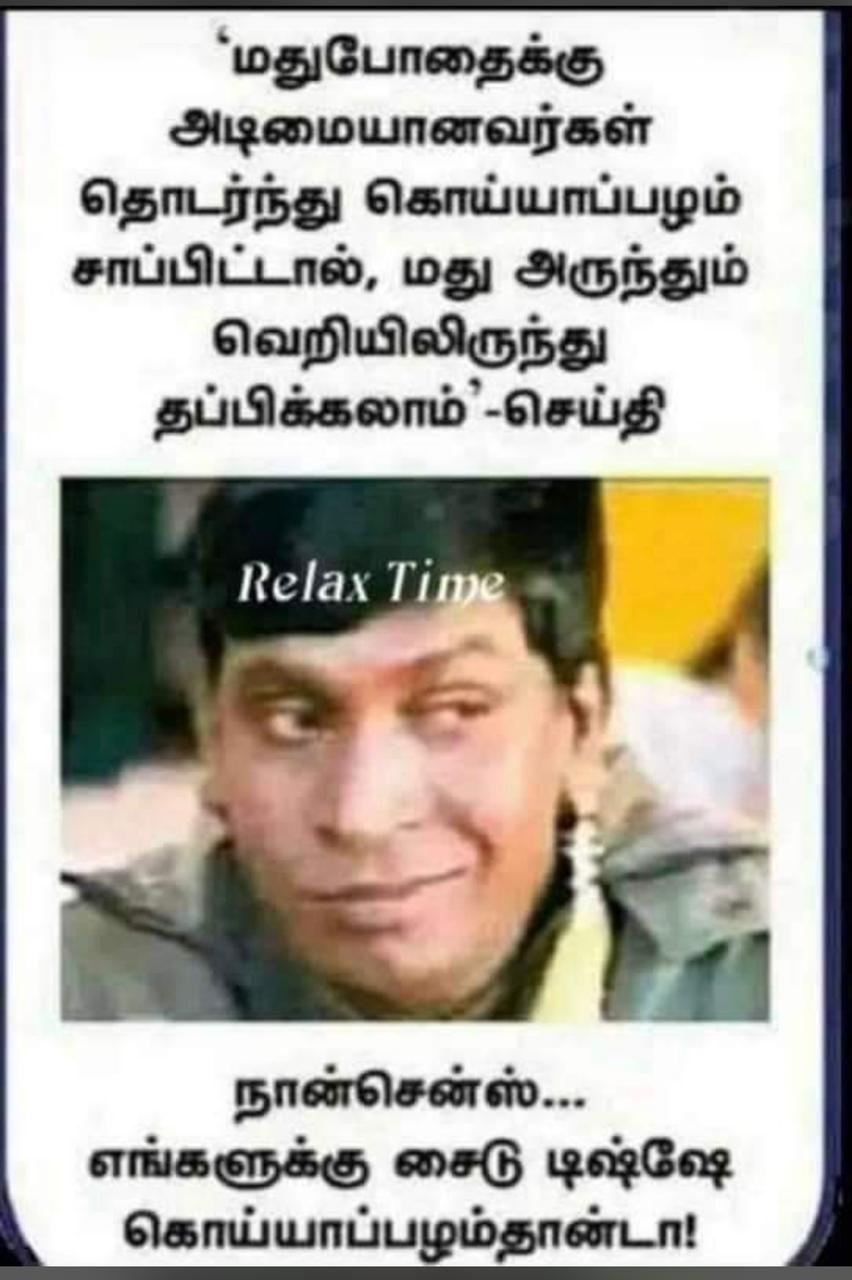 ‘மதுபோதைக்கு
அடிமையானவர்கள்
தொடர்ந்து கொய்யாப்பழம்
சாப்பிட்டால், மது அருந்தும்
வெறியிலிருந்து
தப்பிக்கலாம்’-செய்தி
Relax Time
நான்சென்ஸ்...
எங்களுக்கு சைடு டிஷ்ஷே
கொய்யாப்பழம்தான்டா!